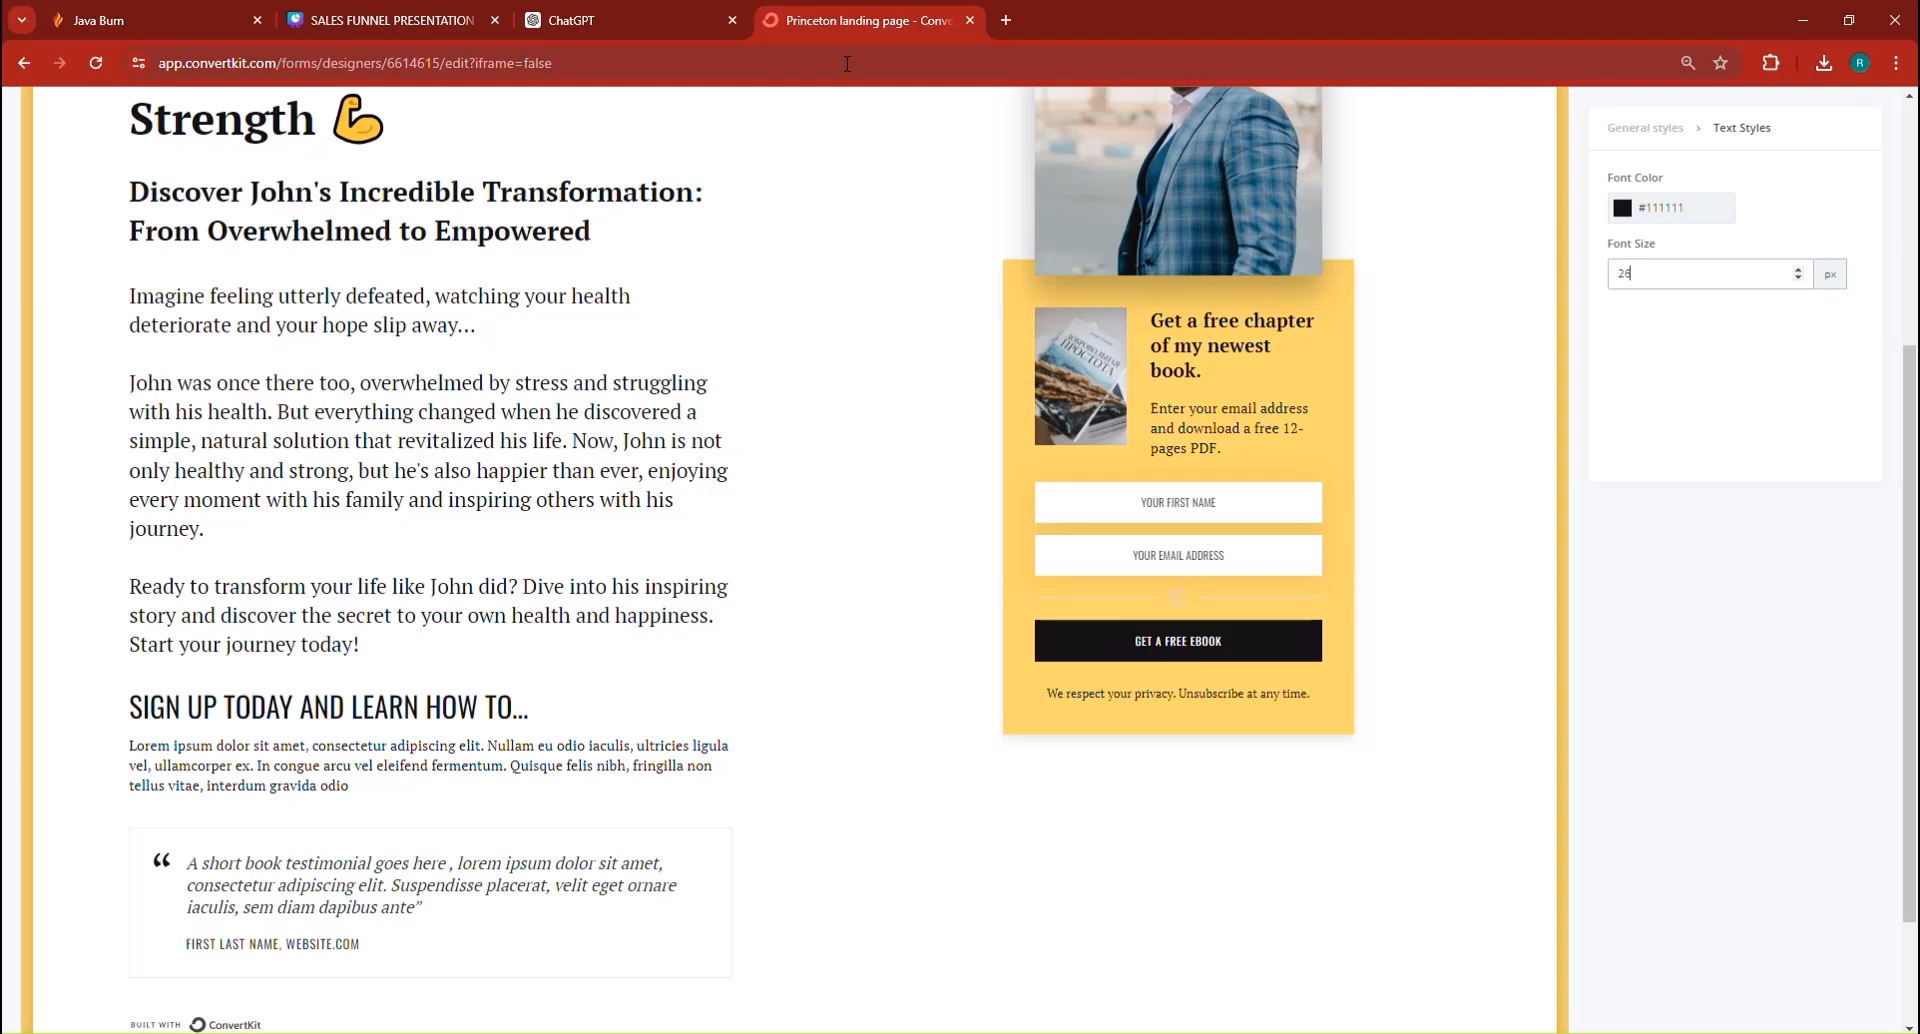 Java Burn
SALES FUNNEL PRESENTATION
ChatGPT
Princeton landing page - Conve
app.convertkit.com/forms/designers/6614615/edit?iframe=false
R
Strength 💪
Discover John's Incredible Transformation:
From Overwhelmed to Empowered
Imagine feeling utterly defeated, watching your health
deteriorate and your hope slip away...
John was once there too, overwhelmed by stress and struggling
with his health. But everything changed when he discovered a
simple, natural solution that revitalized his life. Now, John is not
only healthy and strong, but he's also happier than ever, enjoying
every moment with his family and inspiring others with his
journey.
Ready to transform your life like John did? Dive into his inspiring
story and discover the secret to your own health and happiness.
Start your journey today!
SIGN UP TODAY AND LEARN HOW TO...
Lorem ipsum dolor sit amet, consectetur adipiscing elit. Nullam eu odio iaculis, ultricies ligula
vel, ullamcorper ex. In congue arcu vel eleifend fermentum. Quisque felis nibh, fringilla non
tellus vitae, interdum gravida odio
“ A short book testimonial goes here , lorem ipsum dolor sit amet,
consectetur adipiscing elit. Suspendisse placerat, velit eget ornare
iaculis, sem diam dapibus ante”
FIRST LAST NAME, WEBSITE.COM
BUILT WITH ConvertKit
ДОБРОВОЛЬНАЯ
ПРОСТОТА
Get a free chapter
of my newest
book.
Enter your email address
and download a free 12-
pages PDF.
YOUR FIRST NAME
YOUR EMAIL ADDRESS
GET A FREE EBOOK
We respect your privacy. Unsubscribe at any time.
General styles › Text Styles
Font Color
#111111
Font Size
26
px